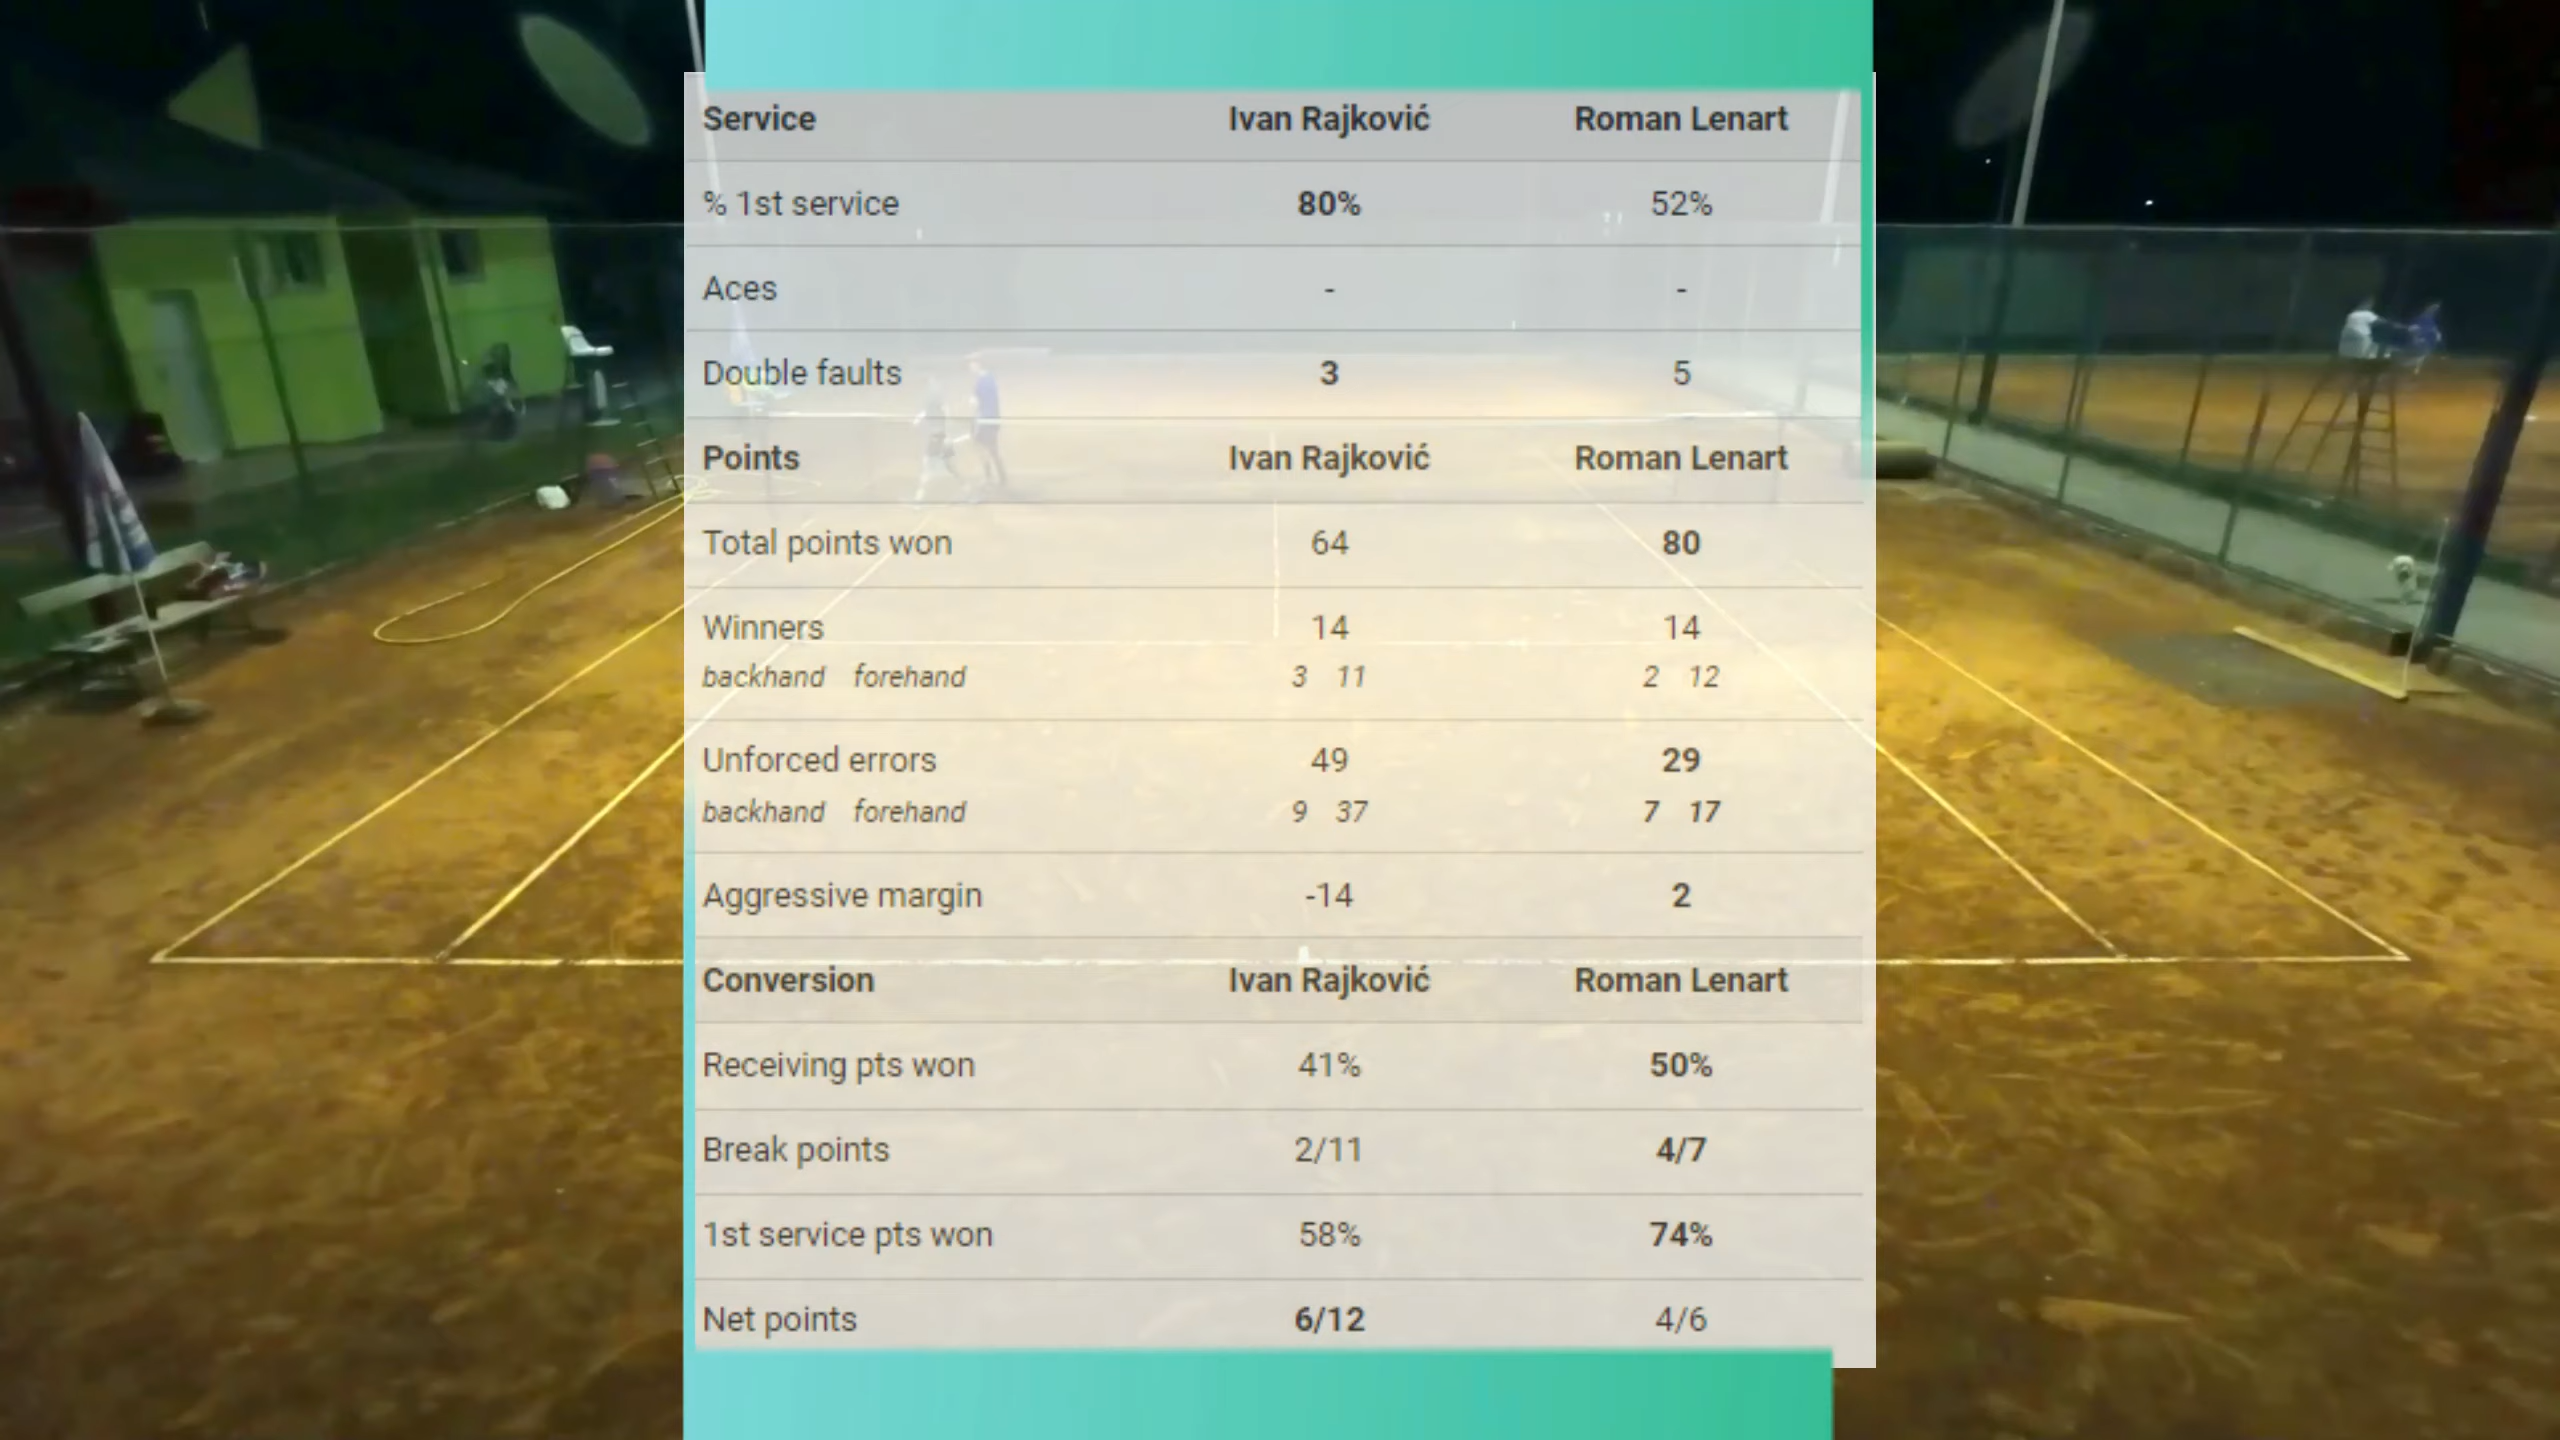 Service Ivan Rajković Roman Lenart
% 1st service 80% 52%
Aces - -
Double faults 3 5
Points Ivan Rajković Roman Lenart
Total points won 64 80
Winners 14 14
backhand forehand 3 11 2 12
Unforced errors 49 29
backhand forehand 9 37 7 17
Aggressive margin -14 2
Conversion Ivan Rajković Roman Lenart
Receiving pts won 41% 50%
Break points 2/11 4/7
1st service pts won 58% 74%
Net points 6/12 4/6